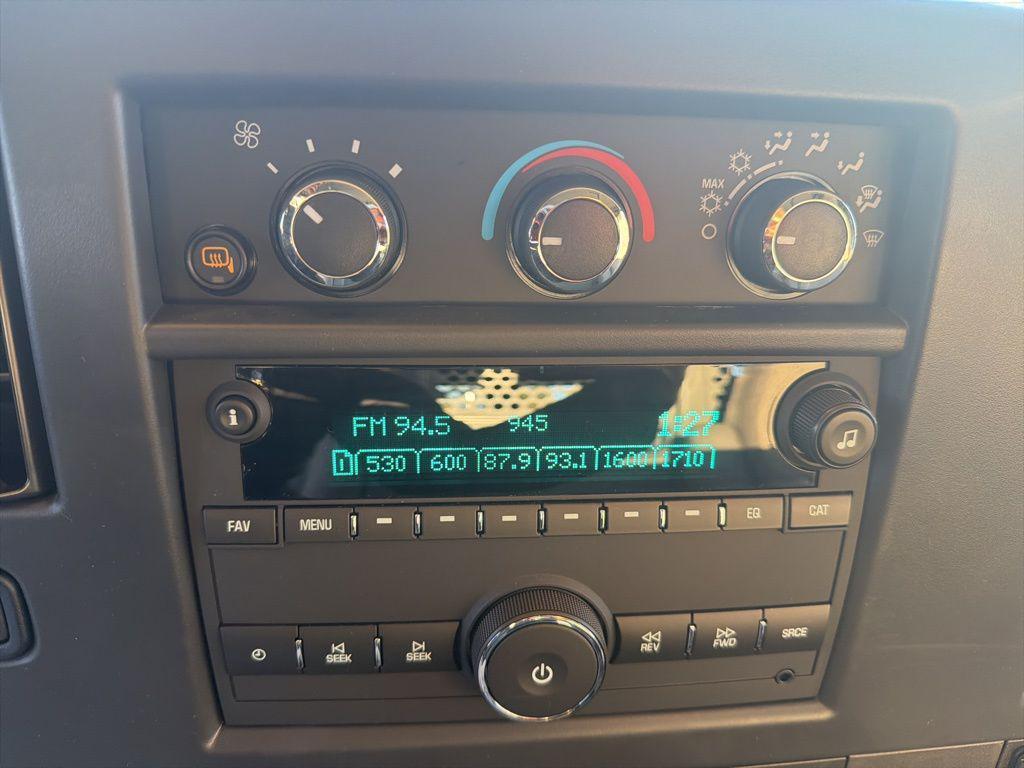 MAX
i
FM 94.5 945 1:27
1 530 600 87.9 93.1 1600 1710
FAV MENU EQ CAT
SEEK SEEK REV FWD SRCE